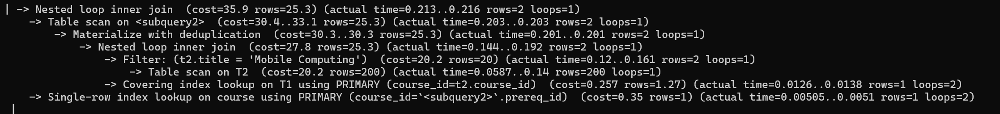 | -> Nested loop inner join  (cost=35.9 rows=25.3) (actual time=0.213..0.216 rows=2 loops=1)
    -> Table scan on <subquery2>  (cost=30.4..33.1 rows=25.3) (actual time=0.203..0.203 rows=2 loops=1)
        -> Materialize with deduplication  (cost=30.3..30.3 rows=25.3) (actual time=0.201..0.201 rows=2 loops=1)
            -> Nested loop inner join  (cost=27.8 rows=25.3) (actual time=0.144..0.192 rows=2 loops=1)
                -> Filter: (t2.title = 'Mobile Computing')  (cost=20.2 rows=20) (actual time=0.12..0.161 rows=2 loops=1)
                    -> Table scan on T2  (cost=20.2 rows=200) (actual time=0.0587..0.14 rows=200 loops=1)
                -> Covering index lookup on T1 using PRIMARY (course_id=t2.course_id)  (cost=0.257 rows=1.27) (actual time=0.0126..0.0138 rows=1 loops=2)
    -> Single-row index lookup on course using PRIMARY (course_id=`<subquery2>`.prereq_id)  (cost=0.35 rows=1) (actual time=0.00505..0.0051 rows=1 loops=2)
 |